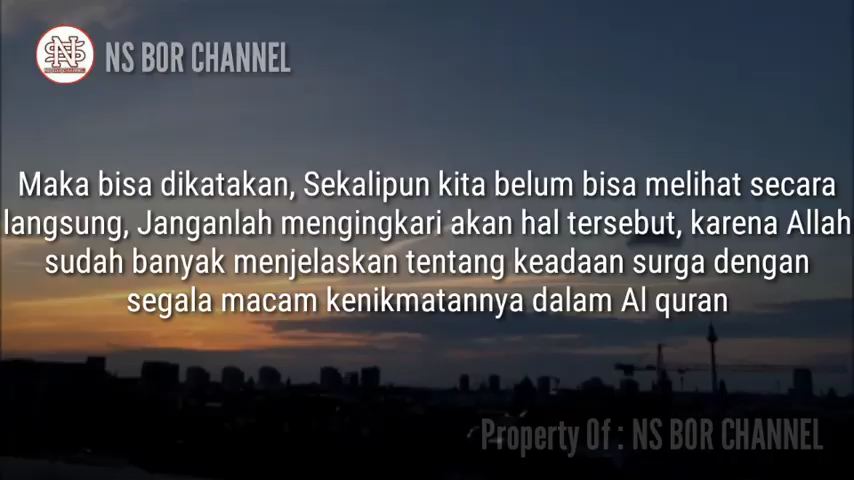 NS BOR CHANNEL
Maka bisa dikatakan, Sekalipun kita belum bisa melihat secara
langsung, Janganlah mengingkari akan hal tersebut, karena Allah
sudah banyak menjelaskan tentang keadaan surga dengan
segala macam kenikmatannya dalam Al quran
Property Of : NS BOR CHANNEL